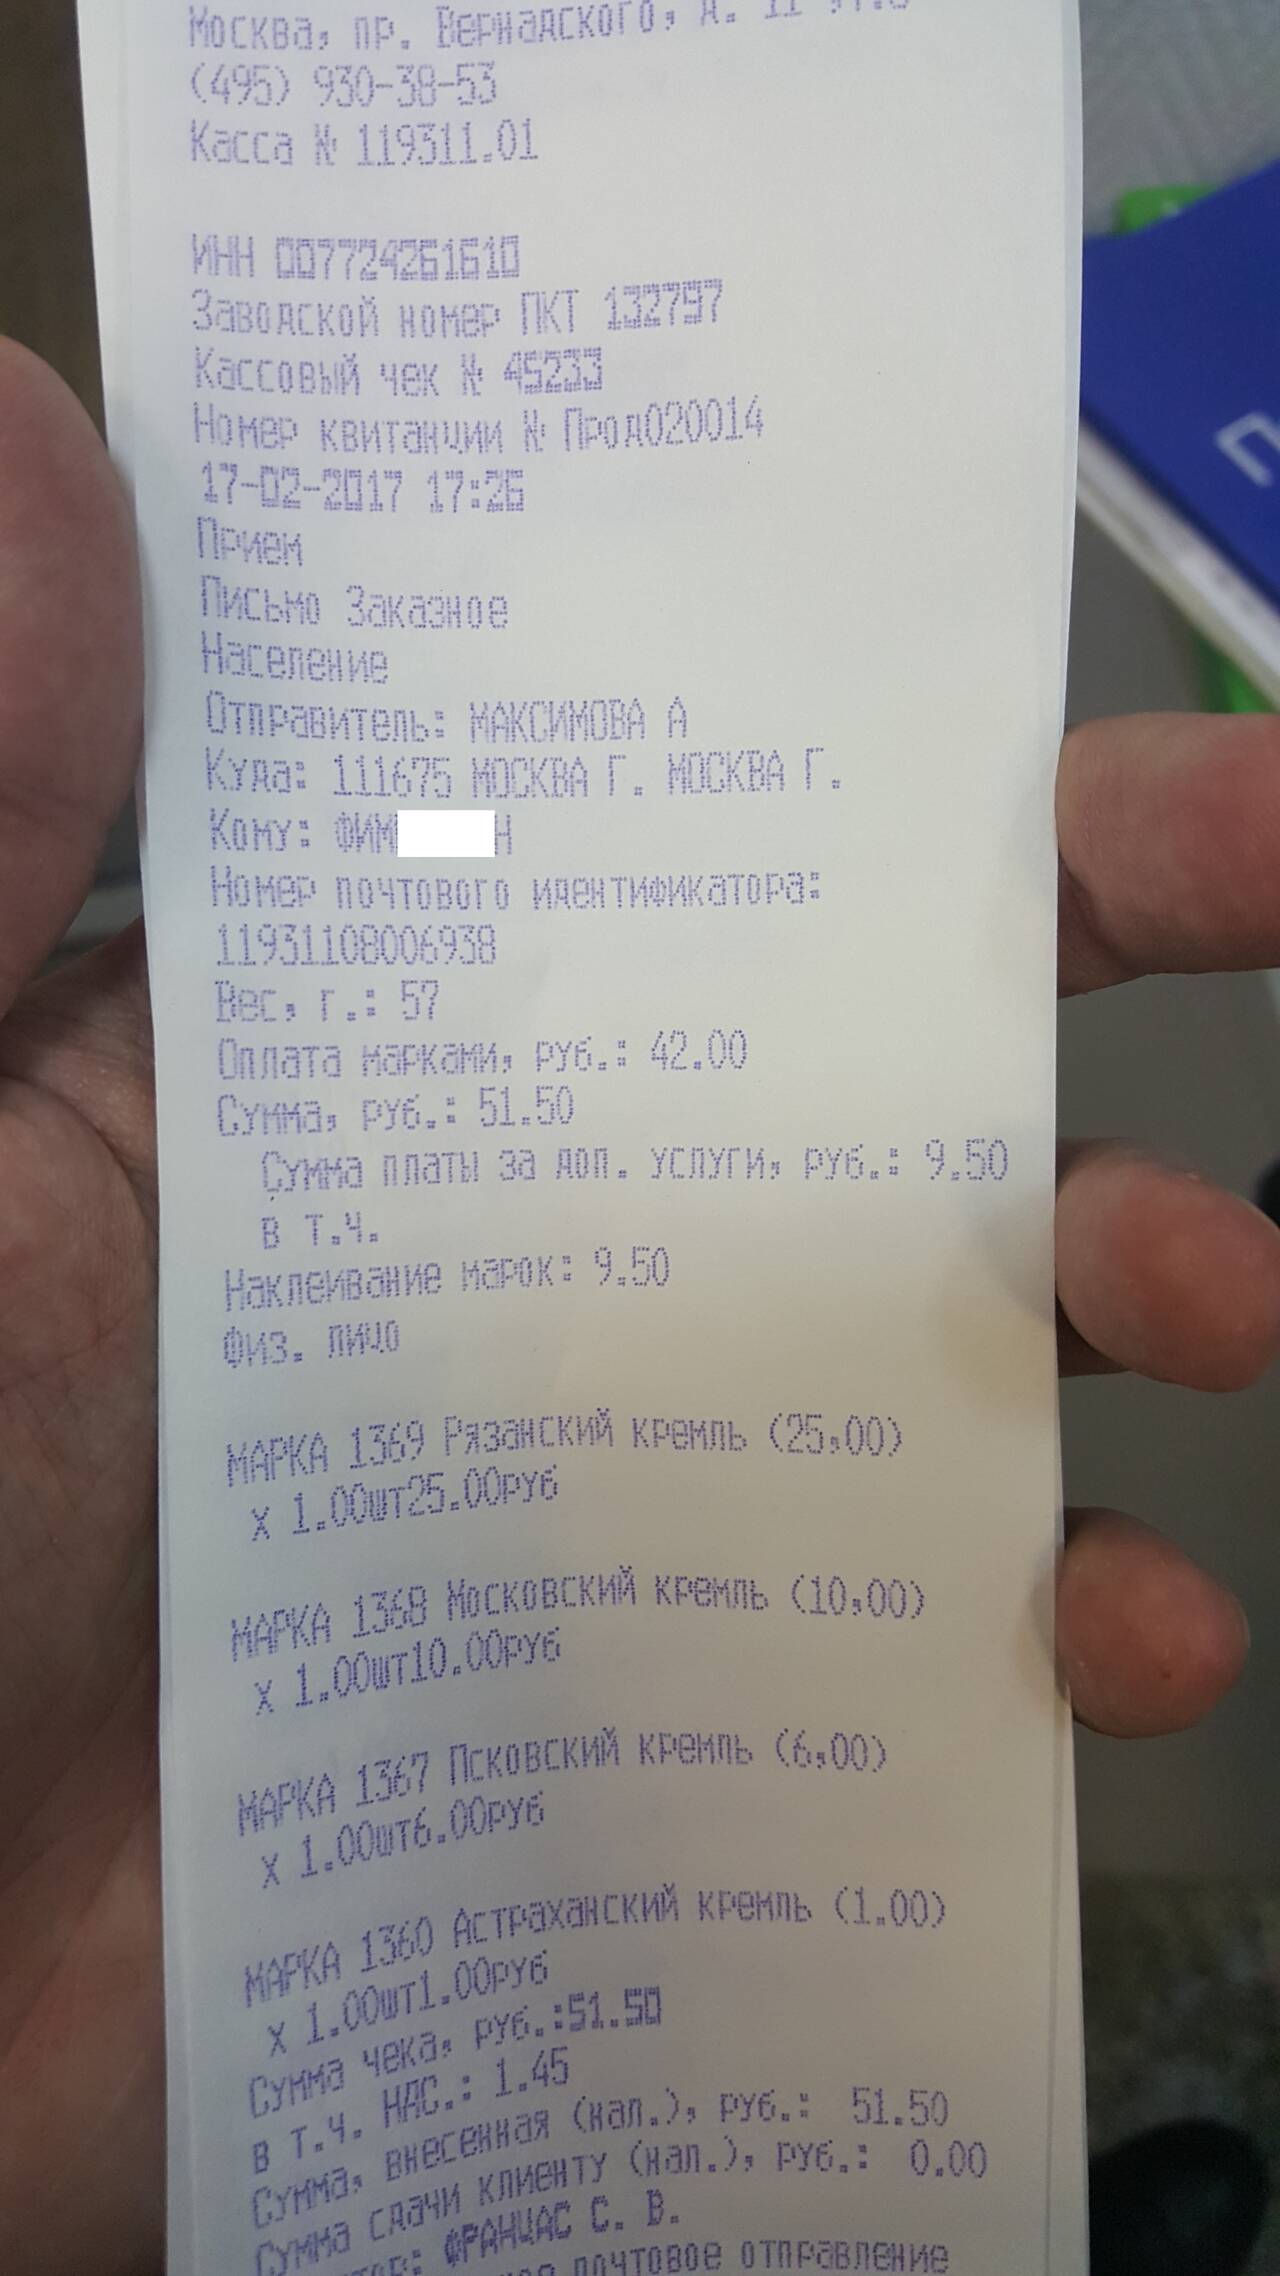 Москва, пр. Вернадского, д. 11
(495) 930-38-53
Касса № 119311.01
ИНН 007724261610
Заводской номер ПКТ 132797
Кассовый чек № 45233
Номер квитанции № Прод020014
17-02-2017 17:26
Прием
Письмо Заказное
Население
Отправитель: МАКСИМОВА А
Куда: 111675 МОСКВА Г. МОСКВА Г.
Кому: ФИМ Н
Номер почтового идентификатора:
11931108006938
Вес, г.: 57
Оплата марками, руб.: 42.00
Сумма, руб.: 51.50
Сумма платы за доп. услуги, руб.: 9.50
в т.ч.
Наклеивание марок: 9.50
Физ. лицо
МАРКА 1369 Рязанский кремль (25,00)
X 1.00шт25.00руб
МАРКА 1368 Московский кремль (10,00)
X 1.00шт10.00руб
МАРКА 1367 Псковский кремль (6,00)
X 1.00шт6.00руб
МАРКА 1360 Астраханский кремль (1.00)
X 1.00шт1.00руб
Сумма чека, руб.:51.50
в т.ч. НДС.: 1.45
Сумма, внесенная (нал.), руб.: 51.50
Сумма сдачи клиенту (нал.), руб.: 0.00
ФРАНЦАС С. В.
почтовое отправление